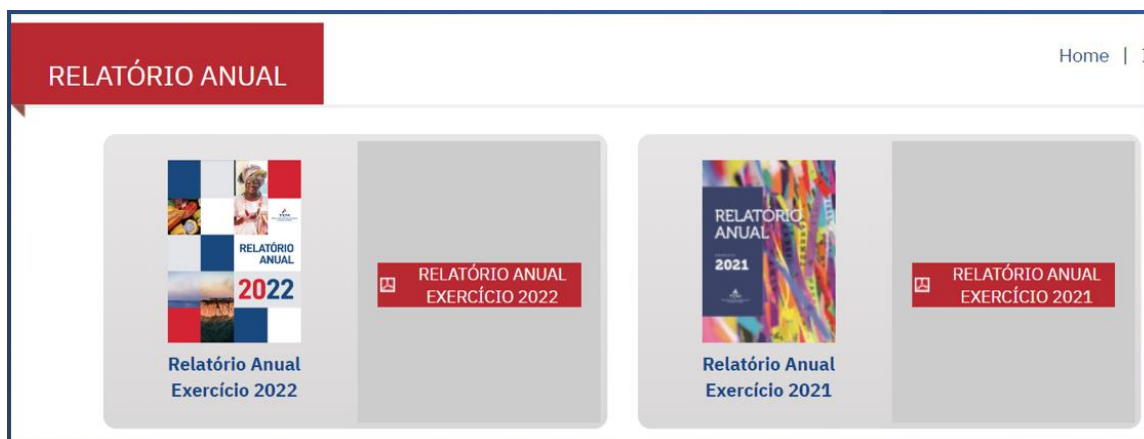 RELATÓRIO ANUAL
Home |
RELATÓRIO
ANUAL
2022
RELATÓRIO ANUAL
EXERCÍCIO 2022
Relatório Anual
Exercício 2022
RELATÓRIO
ANUAL
2021
RELATÓRIO ANUAL
EXERCÍCIO 2021
Relatório Anual
Exercício 2021